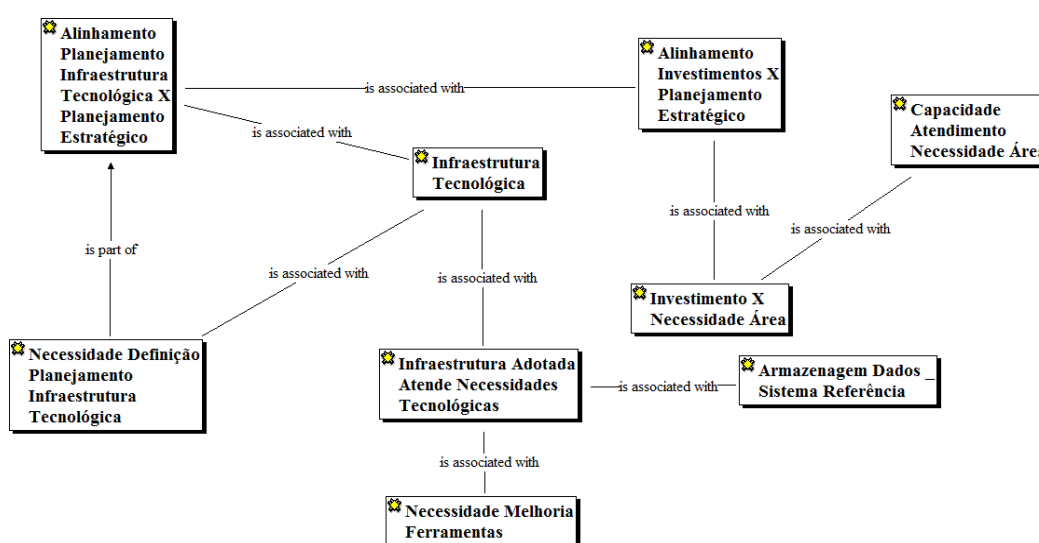 Alinhamento
Planejamento
Infraestrutura
Tecnológica X
Planejamento
Estratégico
is associated with
Alinhamento
Investimentos X
Planejamento
Estratégico
Capacidade
Atendimento
Necessidade Área
is associated with
Infraestrutura
Tecnológica
is associated with
is associated with
is part of
is associated with
is associated with
Investimento X
Necessidade Área
Necessidade Definição
Planejamento
Infraestrutura
Tecnológica
Infraestrutura Adotada
Atende Necessidades
Tecnológicas
is associated with
Armazenagem Dados _
Sistema Referência
is associated with
Necessidade Melhoria
Ferramentas